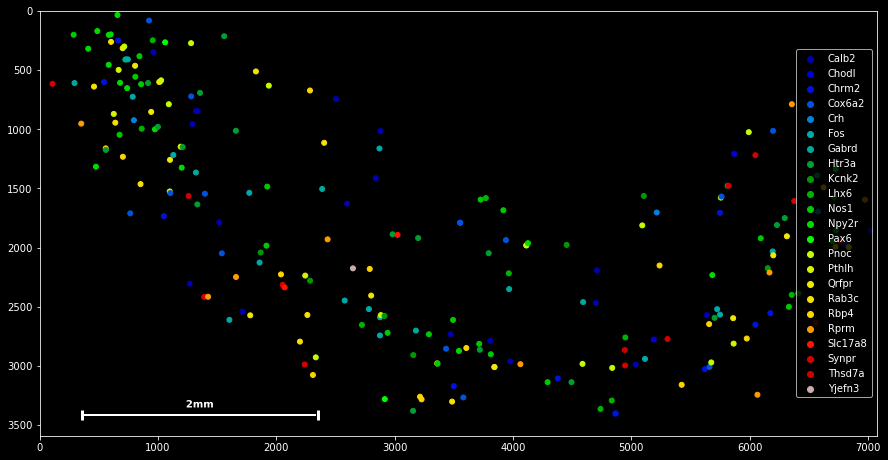 0
500
1000
1500
2000
2500
3000
3500
0
1000
2000
3000
4000
5000
6000
7000
2mm
Calb2
Chodl
Chrm2
Cox6a2
Crh
Fos
Gabrd
Htr3a
Kcnk2
Lhx6
Nos1
Npy2r
Pax6
Pnoc
Pthlh
Qrfpr
Rab3c
Rbp4
Rprm
Slc17a8
Synpr
Thsd7a
Yjefn3